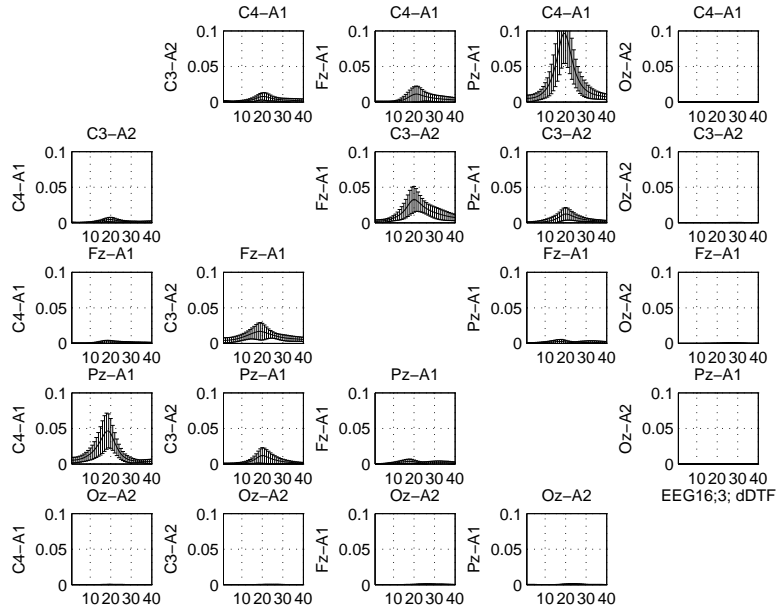 C4−A1 C4−A1 C4−A1 C4−A1
C3−A2 Fz−A1 Pz−A1 Oz−A2
0.1 0.1 0.1 0.1
0.05 0.05 0.05 0.05
0 0 0 0
10 20 30 40 10 20 30 40 10 20 30 40 10 20 30 40
C3−A2 C3−A2 C3−A2 C3−A2
C4−A1 Fz−A1 Pz−A1 Oz−A2
0.1 0.1 0.1 0.1
0.05 0.05 0.05 0.05
0 0 0 0
10 20 30 40 10 20 30 40 10 20 30 40 10 20 30 40
Fz−A1 Fz−A1 Fz−A1 Fz−A1
C4−A1 C3−A2 Pz−A1 Oz−A2
0.1 0.1 0.1 0.1
0.05 0.05 0.05 0.05
0 0 0 0
10 20 30 40 10 20 30 40 10 20 30 40 10 20 30 40
Pz−A1 Pz−A1 Pz−A1 Pz−A1
C4−A1 C3−A2 Fz−A1 Oz−A2
0.1 0.1 0.1 0.1
0.05 0.05 0.05 0.05
0 0 0 0
10 20 30 40 10 20 30 40 10 20 30 40 10 20 30 40
Oz−A2 Oz−A2 Oz−A2 Oz−A2 EEG16;3; dDTF
C4−A1 C3−A2 Fz−A1 Pz−A1
0.1 0.1 0.1 0.1
0.05 0.05 0.05 0.05
0 0 0 0
10 20 30 40 10 20 30 40 10 20 30 40 10 20 30 40